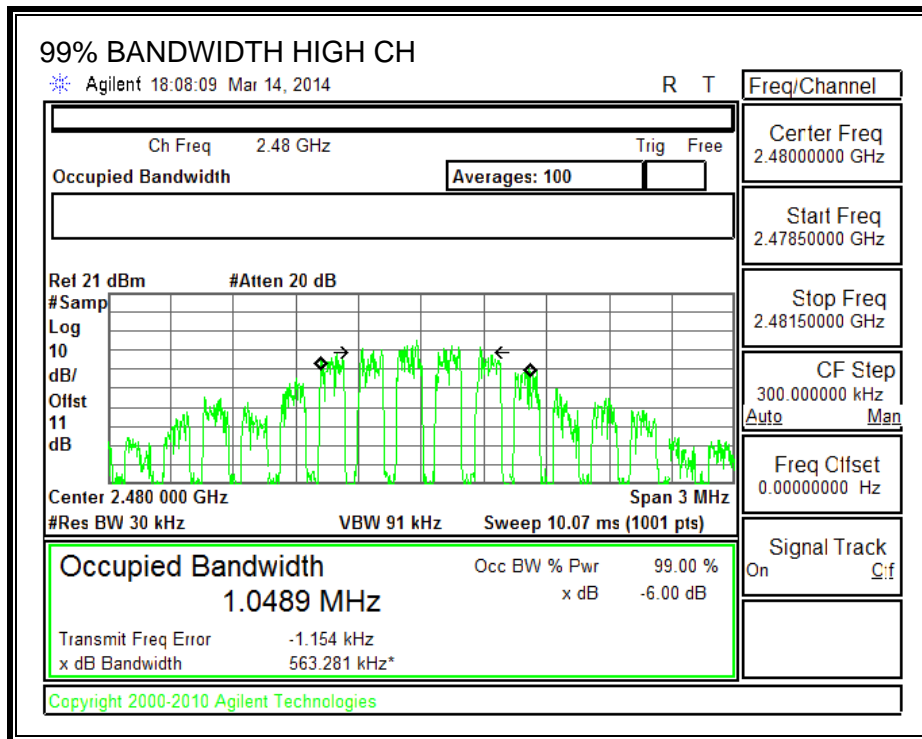 99% BANDWIDTH HIGH CH
Agilent 18:08:09 Mar 14, 2014 R T
Freq/Channel
Ch Freq 2.48 GHz Trig Free
Occupied Bandwidth Averages: 100
Center Freq
2.48000000 GHz
Start Freq
2.47850000 GHz
Stop Freq
2.48150000 GHz
CF Step
300.000000 kHz
Auto Man
Freq Offset
0.00000000 Hz
Signal Track
On Off
Ref 21 dBm #Atten 20 dB
#Samp
Log
10
dB/
Offst
11
dB
Center 2.480 000 GHz Span 3 MHz
#Res BW 30 kHz VBW 91 kHz Sweep 10.07 ms (1001 pts)
Occupied Bandwidth
1.0489 MHz
Occ BW % Pwr 99.00 %
x dB -6.00 dB
Transmit Freq Error -1.154 kHz
x dB Bandwidth 563.281 kHz*
Copyright 2000-2010 Agilent Technologies